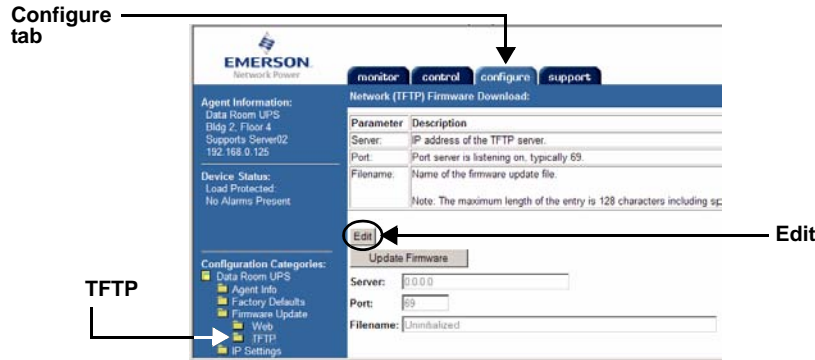 Configure
tab
EMERSON
Network Power
monitor
control
configure
support
Agent Information:
Data Room UPS
Bldg 2, Floor 4
Supports Server02
192.168.0.125
Device Status:
Load Protected:
No Alarms Present
Network (TFTP) Firmware Download:
Parameter Description
Server: IP address of the TFTP server.
Port: Port server is listening on, typically 69.
Filename: Name of the firmware update file.
Note: The maximum length of the entry is 128 characters including
Edit
Edit
Update Firmware
Configuration Categories:
Data Room UPS
Agent Info
Factory Defaults
Firmware Update
Web
TFTP
IP Settings
TFTP
Server: 0.0.0.0
Port: 69
Filename: Uninitialized